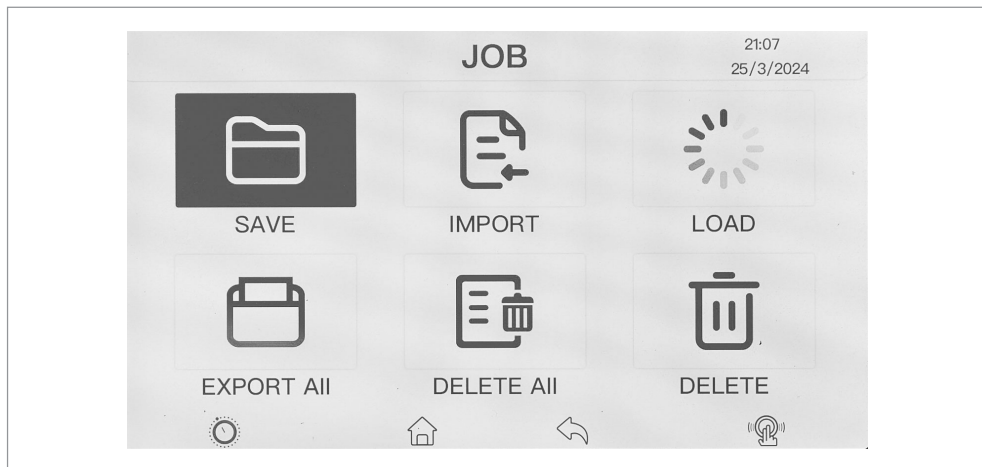 JOB
21:07
25/3/2024
SAVE
IMPORT
LOAD
EXPORT All
DELETE All
DELETE